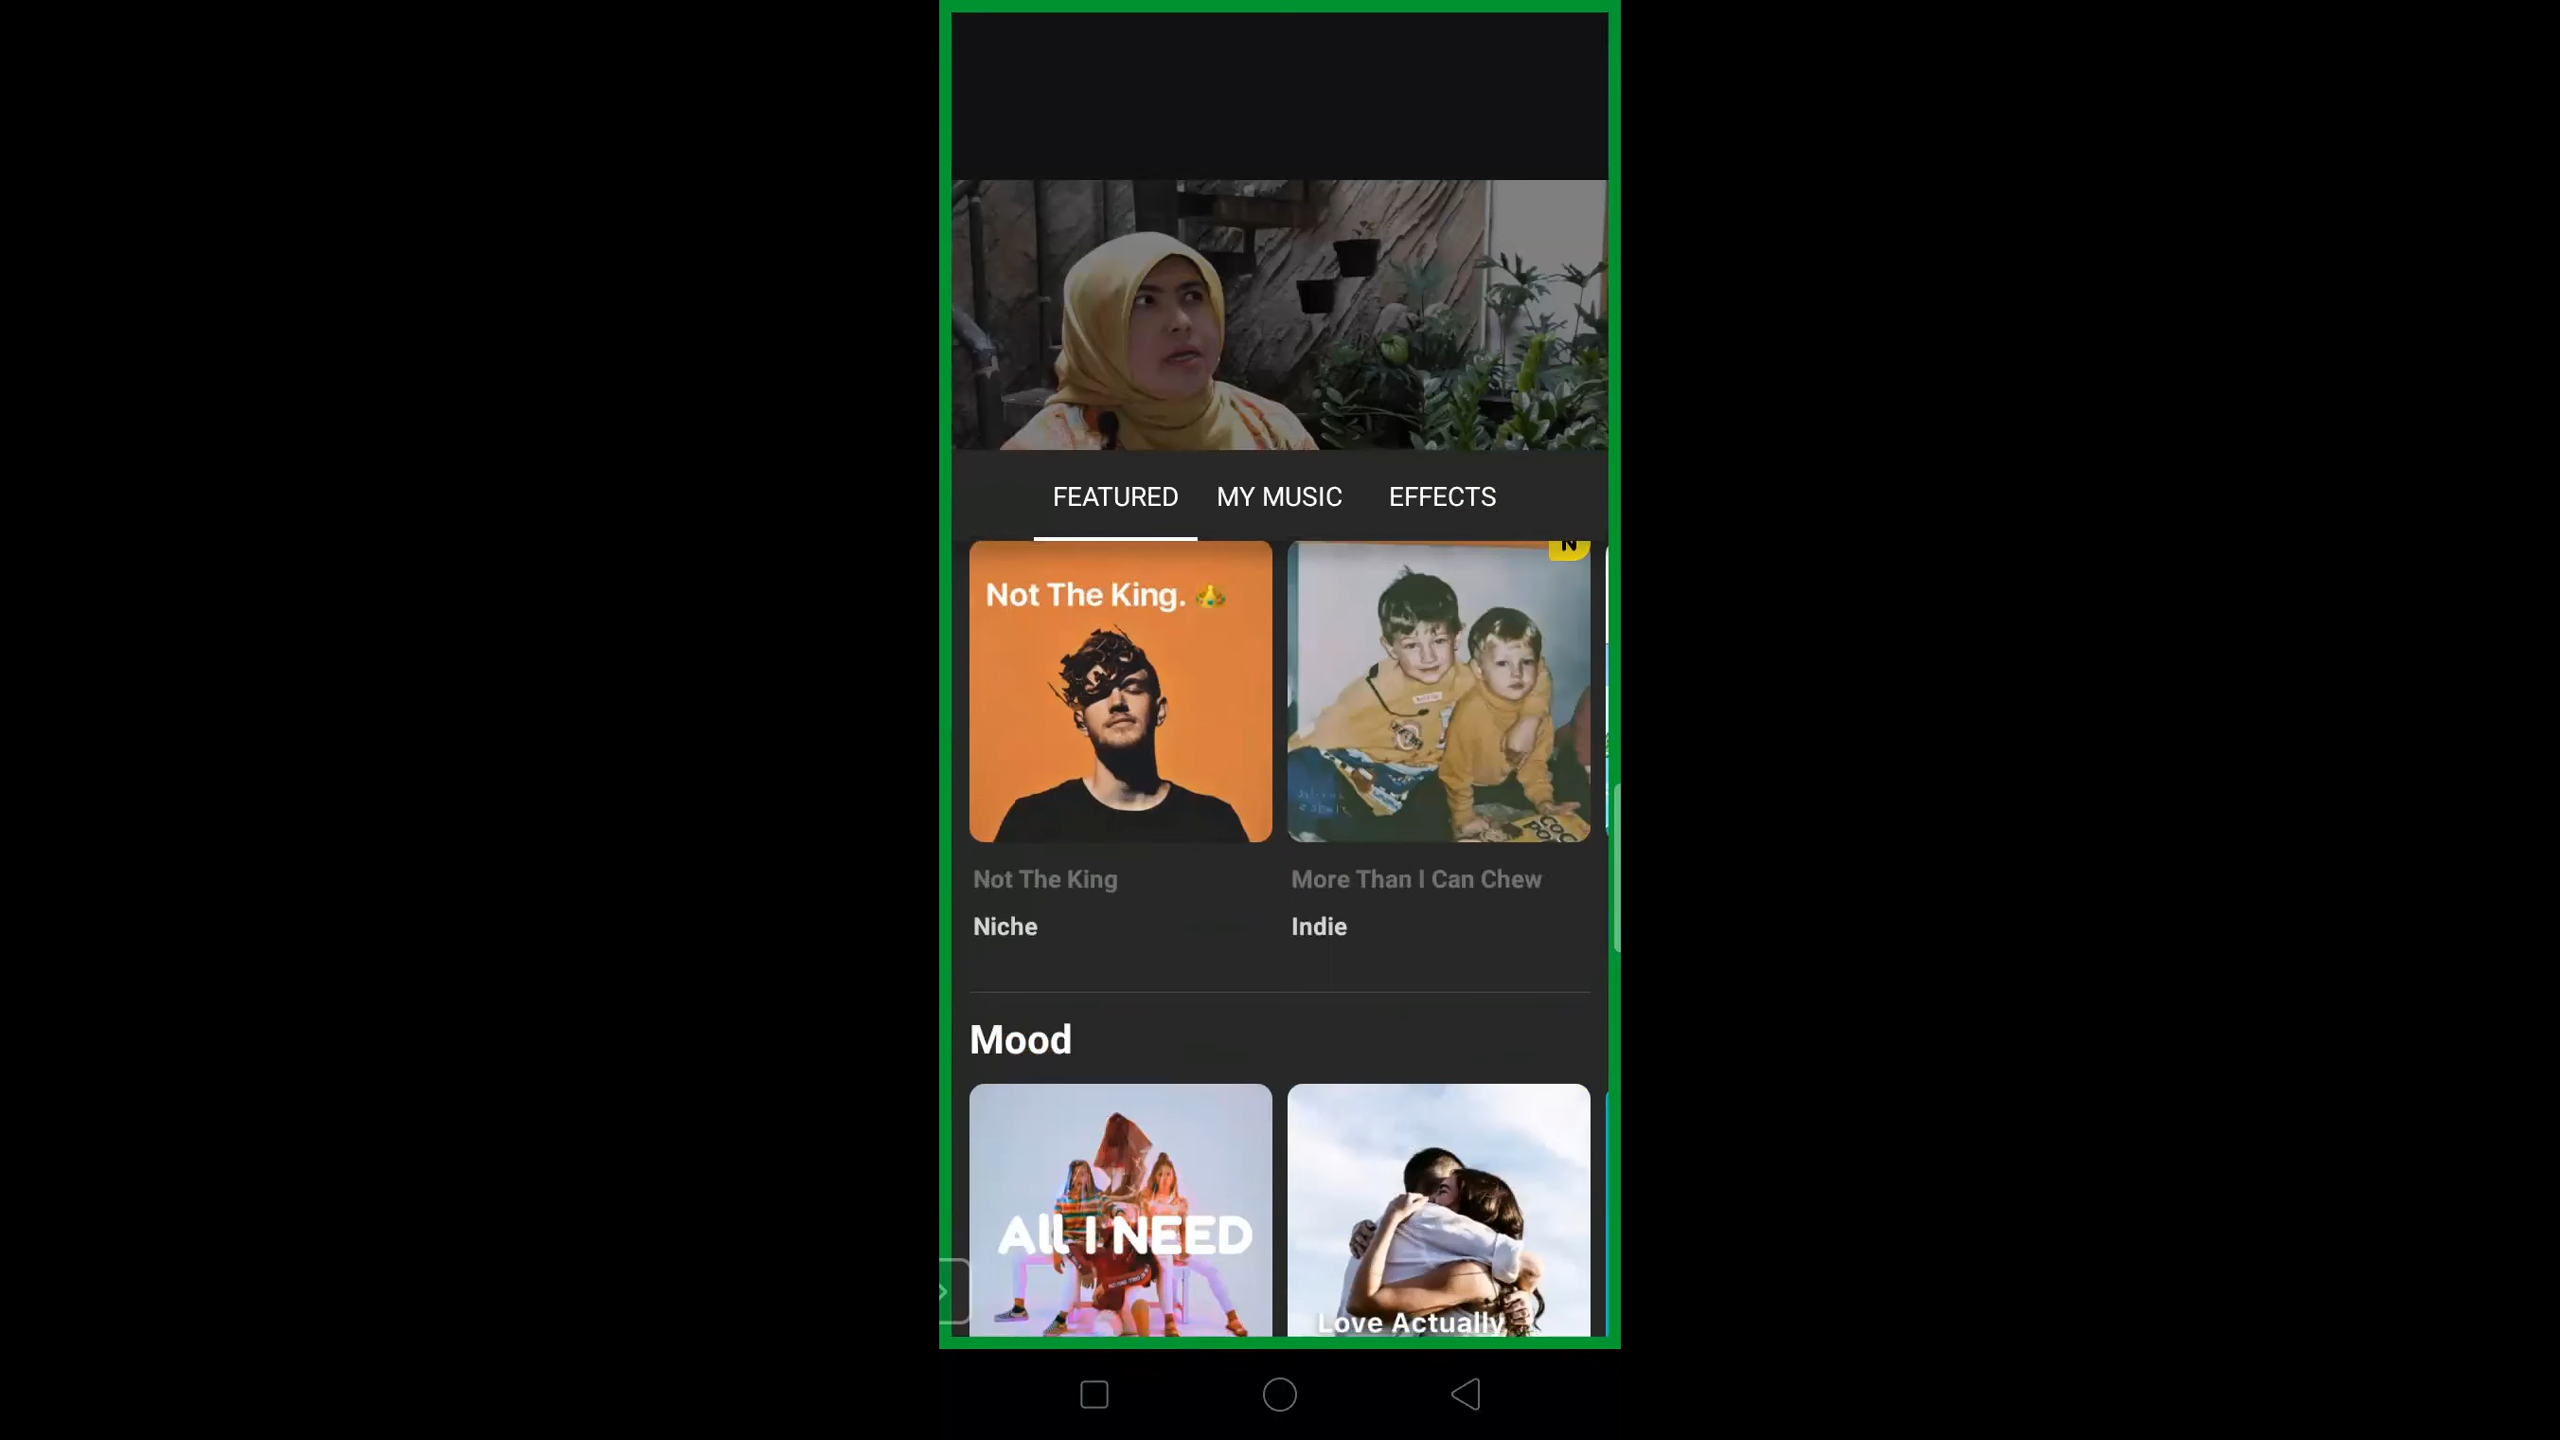 FEATURED MY MUSIC EFFECTS
N
Not The King.
Not The King
More Than I Can Chew
Niche
Indie
Mood
All I NEED
Love Actually